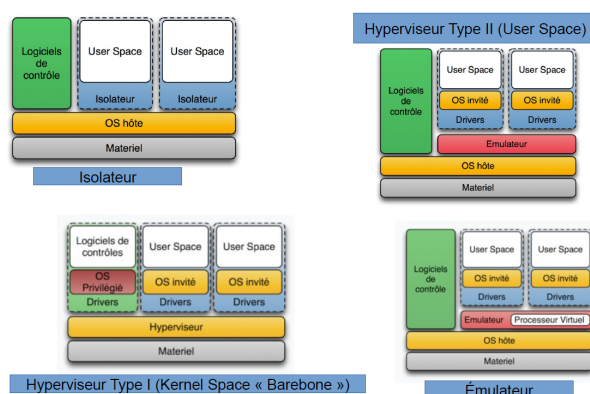 Logiciels
de
contrôle
User Space
User Space
Isolateur
Isolateur
OS hôte
Materiel
Isolateur
Hyperviseur Type II (User Space)
Logiciels
de
contrôle
User Space
User Space
OS invité
OS invité
Drivers
Drivers
Emulateur
OS hôte
Materiel
Logiciels de
contrôles
User Space
User Space
OS
Privilégié
OS invité
OS invité
Drivers
Drivers
Drivers
Hyperviseur
Materiel
Hyperviseur Type I (Kernel Space « Barebone »)
Logiciels
de
contrôle
User Space
User Space
OS invité
OS invité
Drivers
Drivers
Emulateur
Processeur Virtuel
OS hôte
Materiel
Émulateur